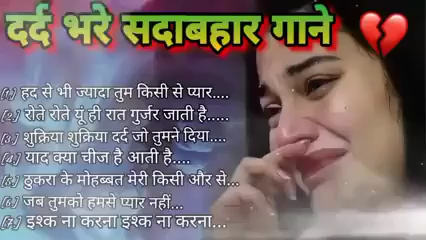 दर्द भरे सदाबहार गाने
[1] हद से भी ज्यादा तुम किसी से प्यार....
[2] रोते रोते यूं ही रात गुर्जर जाती है.....
[3] शुक्रिया शुक्रिया दर्द जो तुमने दिया....
[4] याद क्या चीज है आती है....
[5] ठुकरा के मोहब्बत मेरी किसी और से...
[6] जब तुमको हमसे प्यार नहीं...
[7] इश्क ना करना इश्क ना करना...